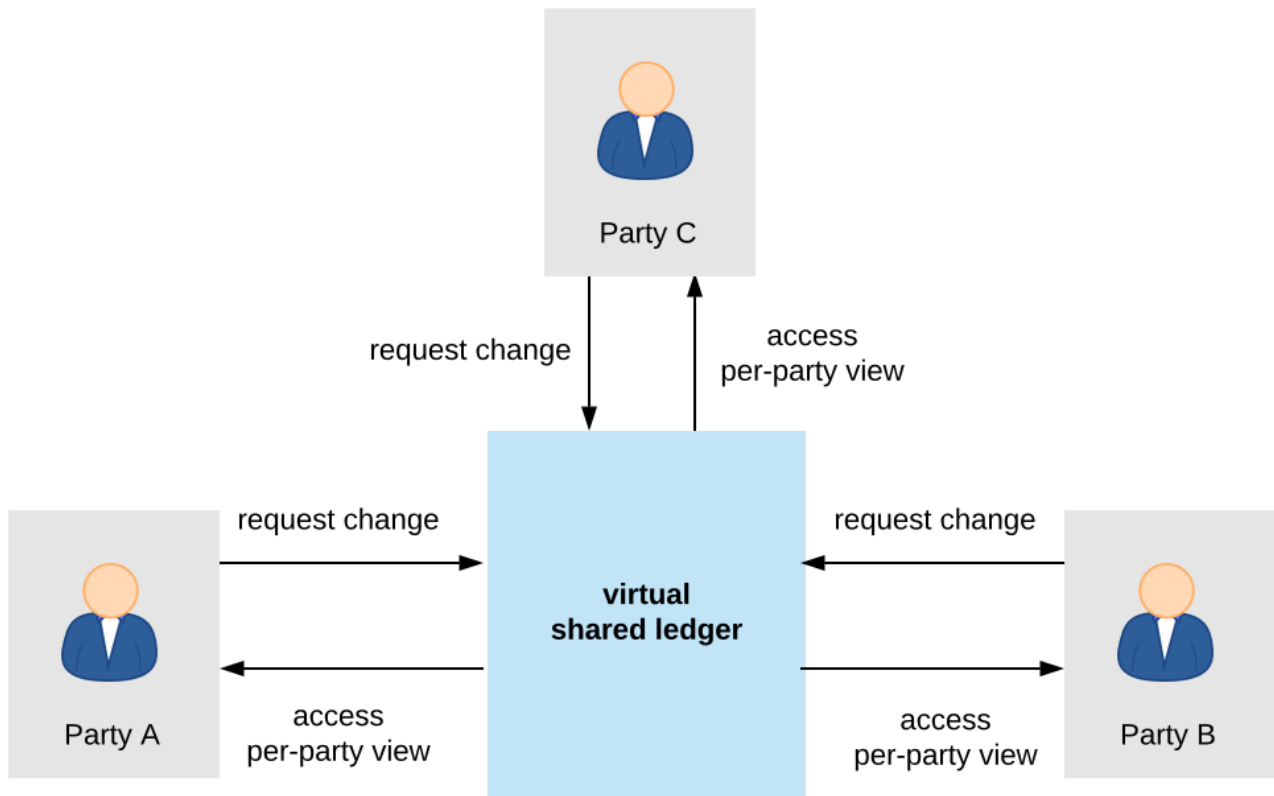 Party C
request change
access
per-party view
request change
request change
virtual
shared ledger
Party A
access
per-party view
access
per-party view
Party B